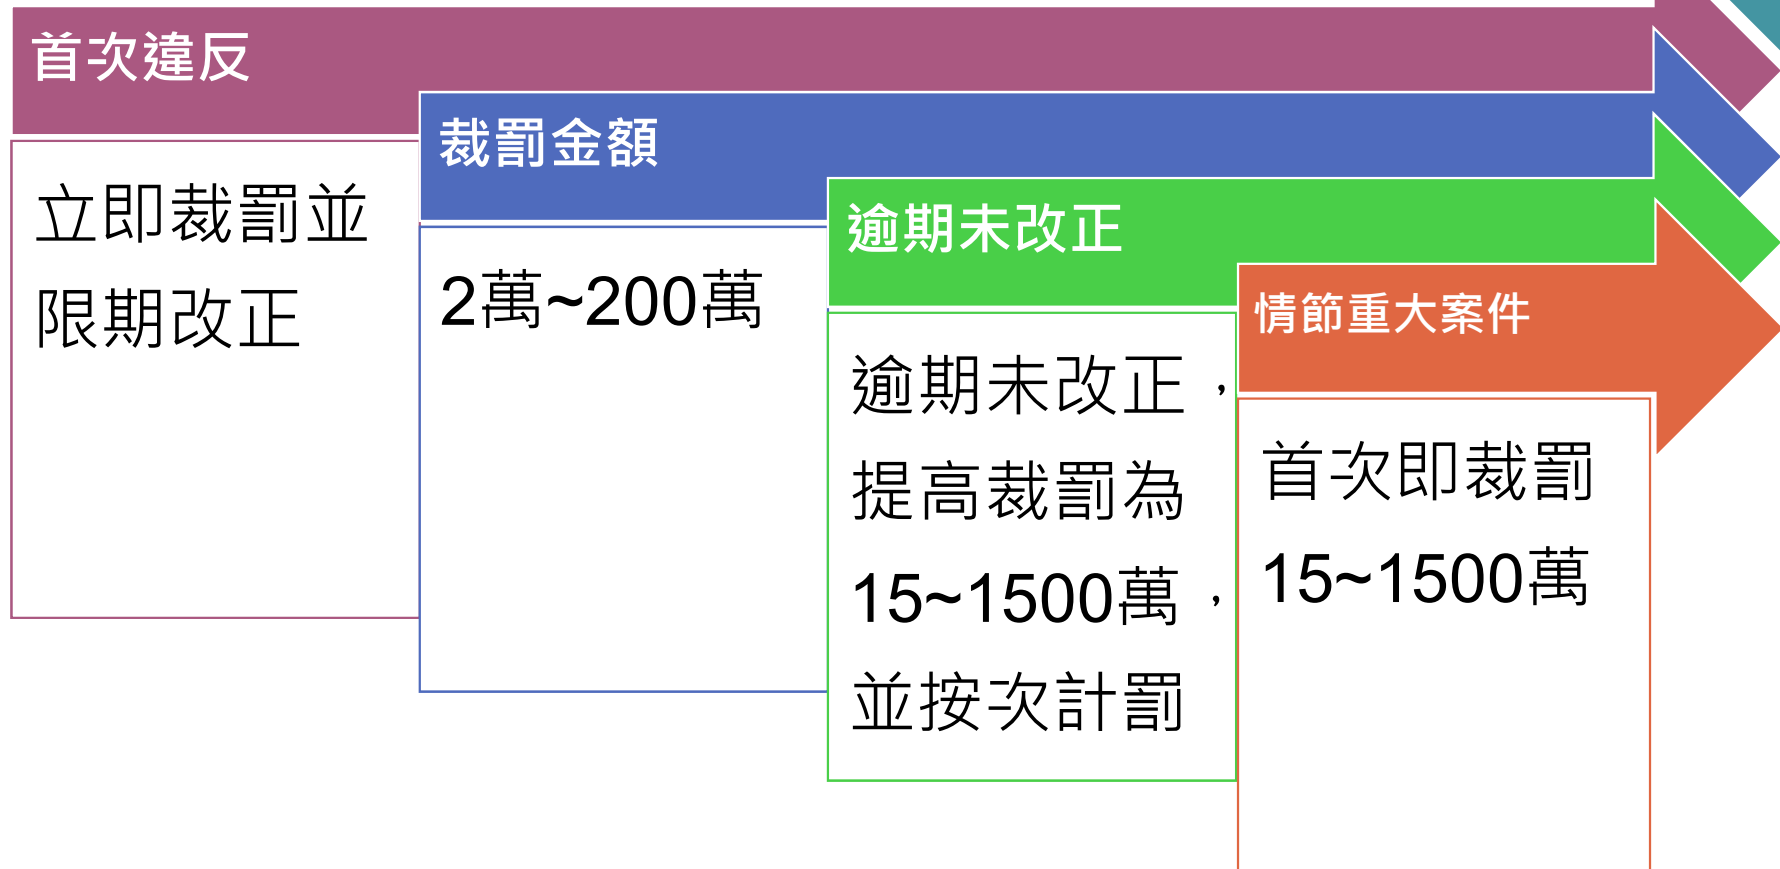 首次違反
立即裁罰並
限期改正
裁罰金額
2萬~200萬
逾期未改正
逾期未改正，
提高裁罰為
15~1500萬，
並按次計罰
情節重大案件
首次即裁罰
15~1500萬